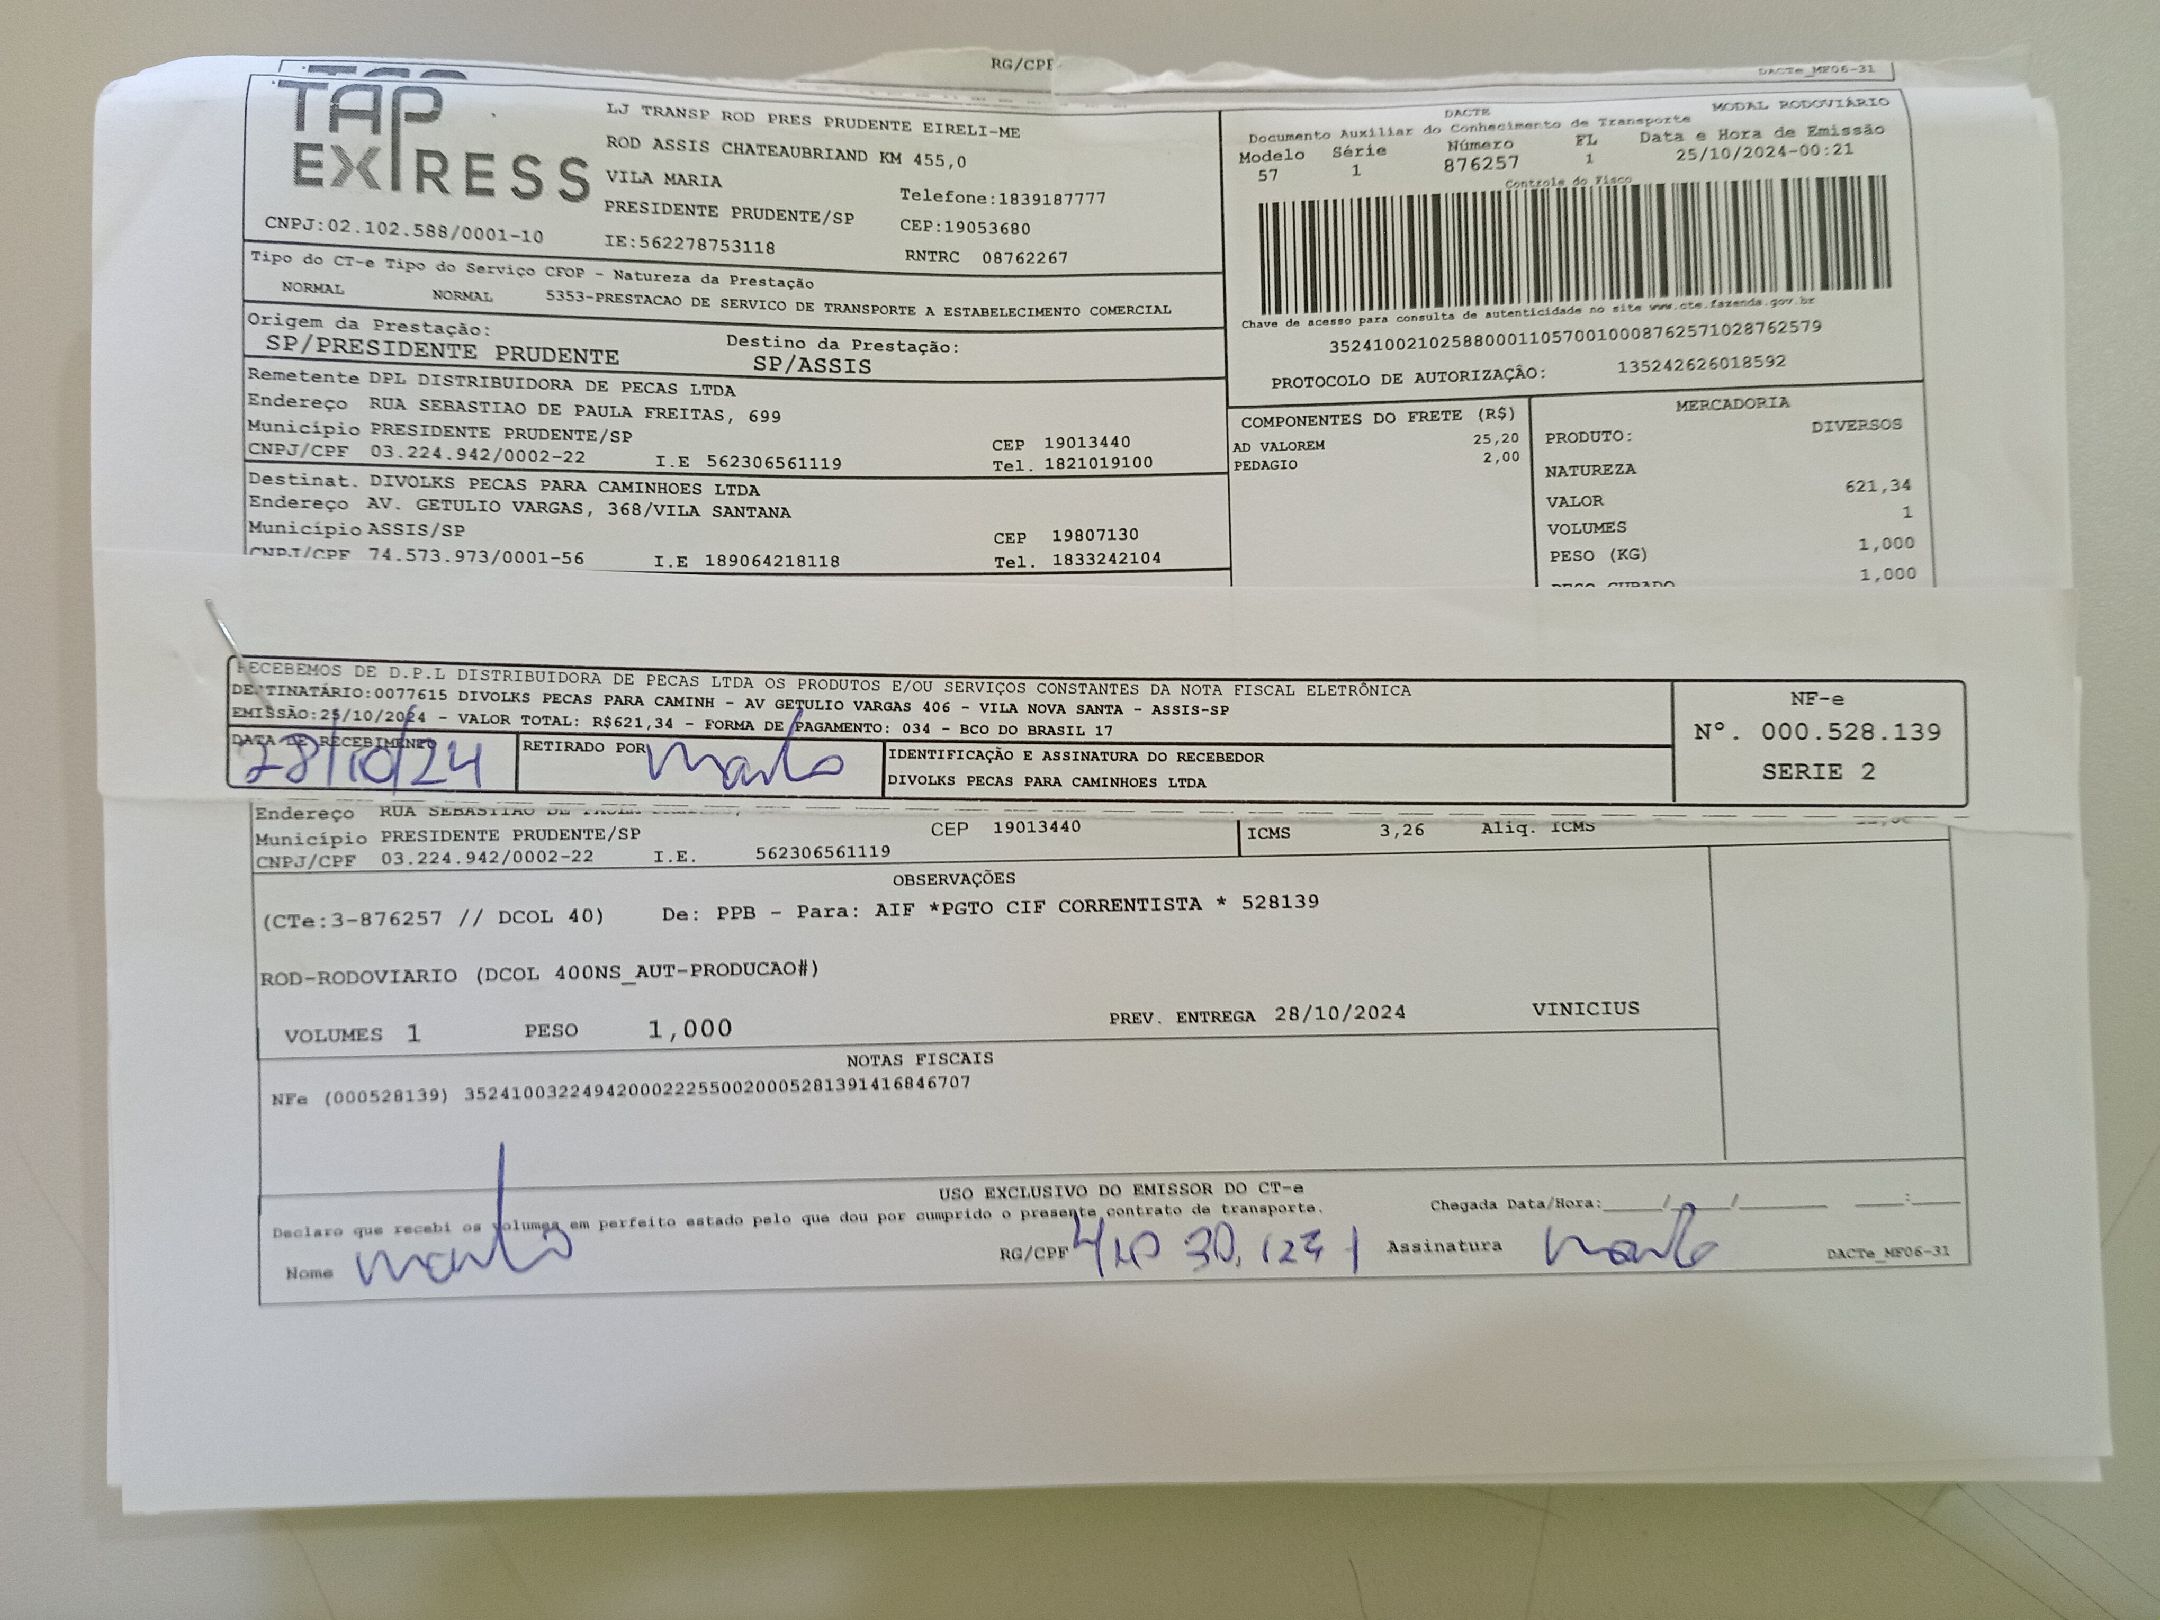 RG/CPF
DACTe_MF06-31
TAP
EXPRESS
CNPJ:02.102.588/0001-10
LJ TRANSP ROD PRES PRUDENTE EIRELI-ME
ROD ASSIS CHATEAUBRIAND KM 455,0
VILA MARIA
Telefone:1839187777
PRESIDENTE PRUDENTE/SP
CEP:19053680
IE:562278753118
RNTRC 08762267
DACTE
MODAL RODOVIÁRIO
Documento Auxiliar do Conhecimento de Transporte
Modelo Série Número FL Data e Hora de Emissão
57 1 876257 1 25/10/2024-00:21
Controle do Fisco
Chave de acesso para consulta de autenticidade no site www.cte.fazenda.gov.br
35241002102588000110570010008762571028762579
PROTOCOLO DE AUTORIZAÇÃO: 135242626018592
Tipo do CT-e Tipo do Serviço CFOP - Natureza da Prestação
NORMAL NORMAL 5353-PRESTACAO DE SERVICO DE TRANSPORTE A ESTABELECIMENTO COMERCIAL
Origem da Prestação: Destino da Prestação:
SP/PRESIDENTE PRUDENTE SP/ASSIS
Remetente DPL DISTRIBUIDORA DE PECAS LTDA
Endereço RUA SEBASTIAO DE PAULA FREITAS, 699
Município PRESIDENTE PRUDENTE/SP CEP 19013440
CNPJ/CPF 03.224.942/0002-22 I.E 562306561119 Tel. 1821019100
Destinat. DIVOLKS PECAS PARA CAMINHOES LTDA
Endereço AV. GETULIO VARGAS, 368/VILA SANTANA
Município ASSIS/SP CEP 19807130
CNPJ/CPF 74.573.973/0001-56 I.E 189064218118 Tel. 1833242104
COMPONENTES DO FRETE (R$)
AD VALOREM 25,20
PEDAGIO 2,00
MERCADORIA
PRODUTO: DIVERSOS
NATUREZA
VALOR 621,34
VOLUMES 1
PESO (KG) 1,000
PESO CUBADO 1,000
RECEBEMOS DE D.P.L DISTRIBUIDORA DE PECAS LTDA OS PRODUTOS E/OU SERVIÇOS CONSTANTES DA NOTA FISCAL ELETRÔNICA
DESTINATÁRIO:0077615 DIVOLKS PECAS PARA CAMINH - AV GETULIO VARGAS 406 - VILA NOVA SANTA - ASSIS-SP
EMISSÃO:25/10/2024 - VALOR TOTAL: R$621,34 - FORMA DE PAGAMENTO: 034 - BCO DO BRASIL 17
DATA DE RECEBIMENTO
28/10/24
RETIRADO POR
IDENTIFICAÇÃO E ASSINATURA DO RECEBEDOR
DIVOLKS PECAS PARA CAMINHOES LTDA
NF-e
Nº. 000.528.139
SERIE 2
Endereço RUA SEBASTIAO DE
Município PRESIDENTE PRUDENTE/SP CEP 19013440
CNPJ/CPF 03.224.942/0002-22 I.E. 562306561119
ICMS 3,26 Aliq. ICMS
OBSERVAÇÕES
(CTe:3-876257 // DCOL 40) De: PPB - Para: AIF *PGTO CIF CORRENTISTA * 528139
ROD-RODOVIARIO (DCOL 400NS_AUT-PRODUCAO#)
VOLUMES 1 PESO 1,000 PREV. ENTREGA 28/10/2024 VINICIUS
NOTAS FISCAIS
NFe (000528139) 35241003224942000222550020005281391416846707
USO EXCLUSIVO DO EMISSOR DO CT-e
Declaro que recebi os volumes em perfeito estado pelo que dou por cumprido o presente contrato de transporte.
Chegada Data/Hora:_____/_____/_______ ____:____
Nome
RG/CPF
Assinatura
DACTe_MF06-31